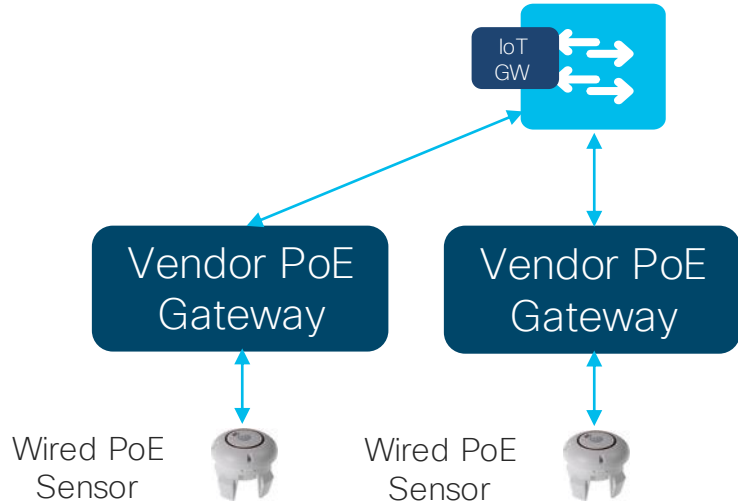 IoT
GW
Vendor PoE
Gateway
Vendor PoE
Gateway
Wired PoE
Sensor
Wired PoE
Sensor